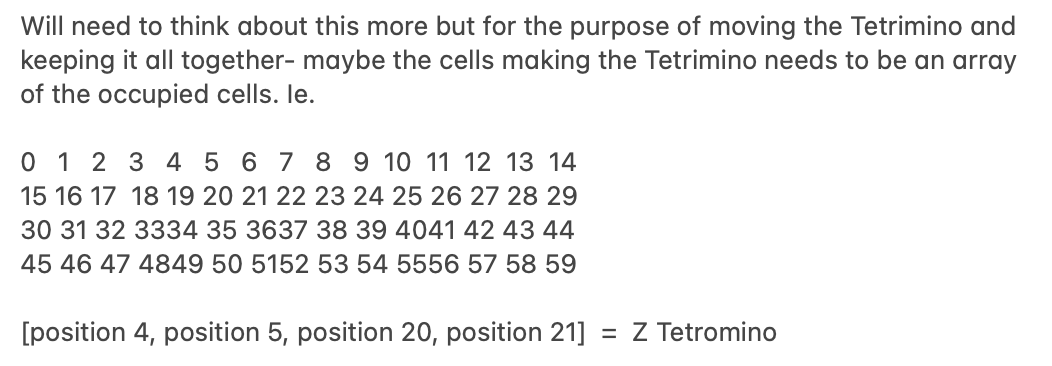 Will need to think about this more but for the purpose of moving the Tetrimino and
keeping it all together- maybe the cells making the Tetrimino needs to be an array
of the occupied cells. Ie.
0 1 2 3 4 5 6 7 8 9 10 11 12 13 14
15 16 17 18 19 20 21 22 23 24 25 26 27 28 29
30 31 32 3334 35 3637 38 39 4041 42 43 44
45 46 47 4849 50 5152 53 54 5556 57 58 59
[position 4, position 5, position 20, position 21] = Z Tetromino